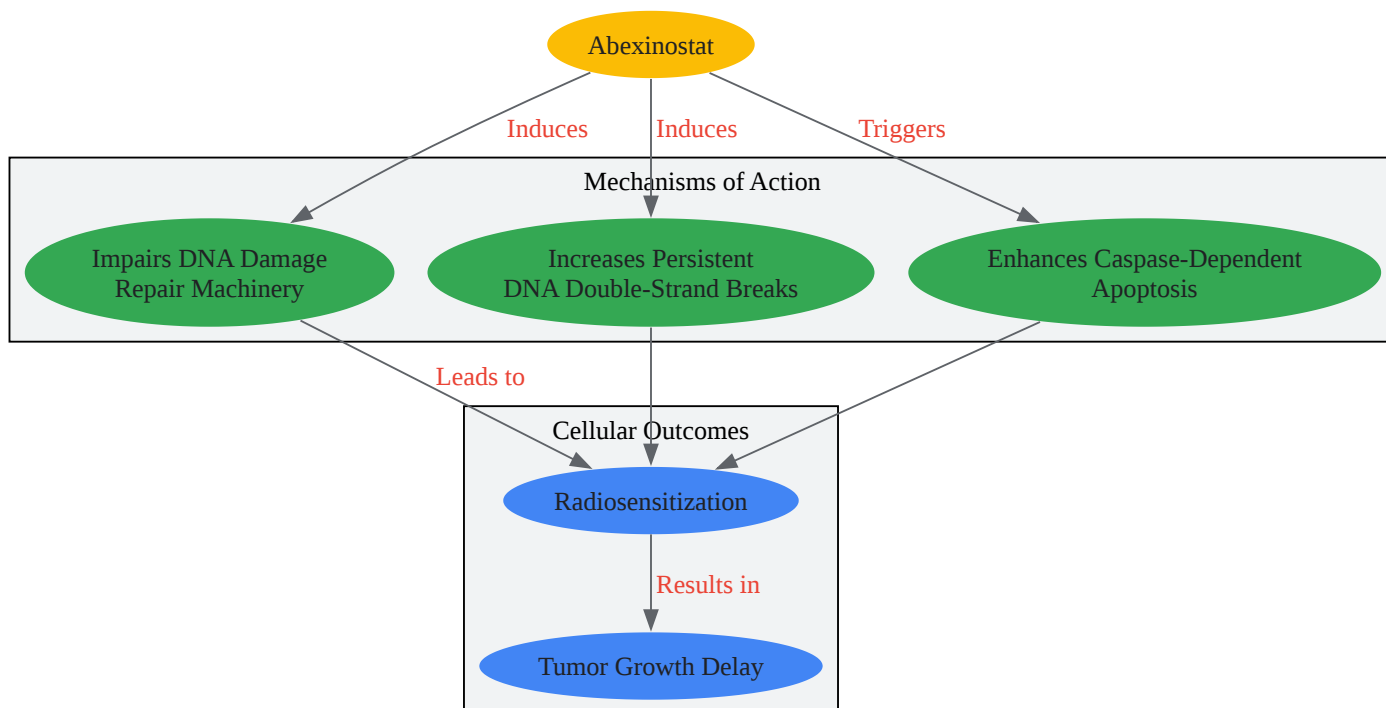 Abexinostat
Induces
Induces
Triggers
Mechanisms of Action
Impairs DNA Damage
Repair Machinery
Increases Persistent
DNA Double-Strand Breaks
Enhances Caspase-Dependent
Apoptosis
Leads to
Cellular Outcomes
Radiosensitization
Results in
Tumor Growth Delay